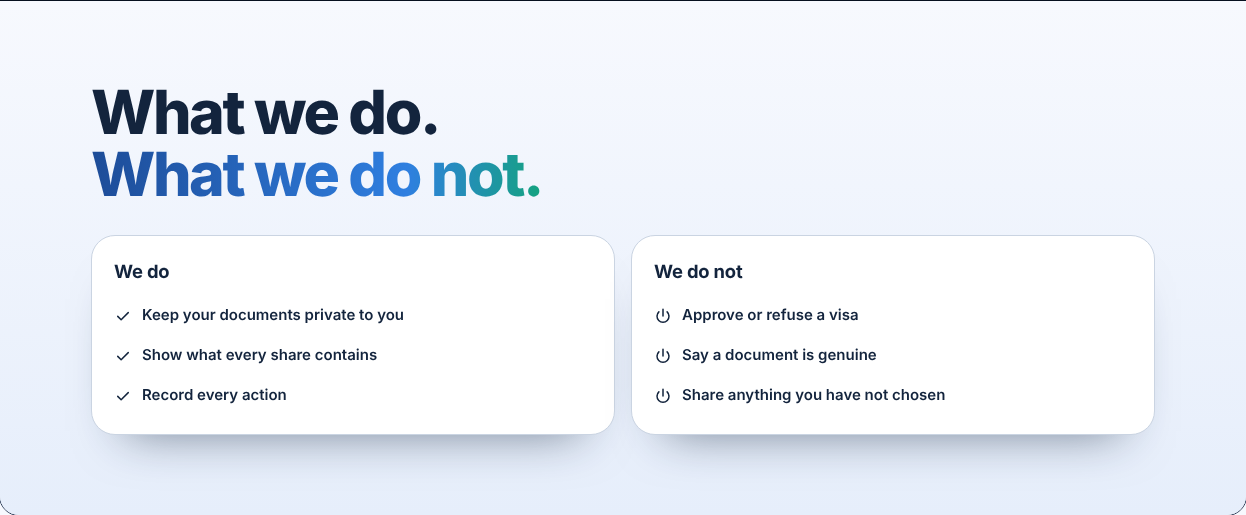 What we do.
What we do not.
We do
Keep your documents private to you
Show what every share contains
Record every action
We do not
Approve or refuse a visa
Say a document is genuine
Share anything you have not chosen